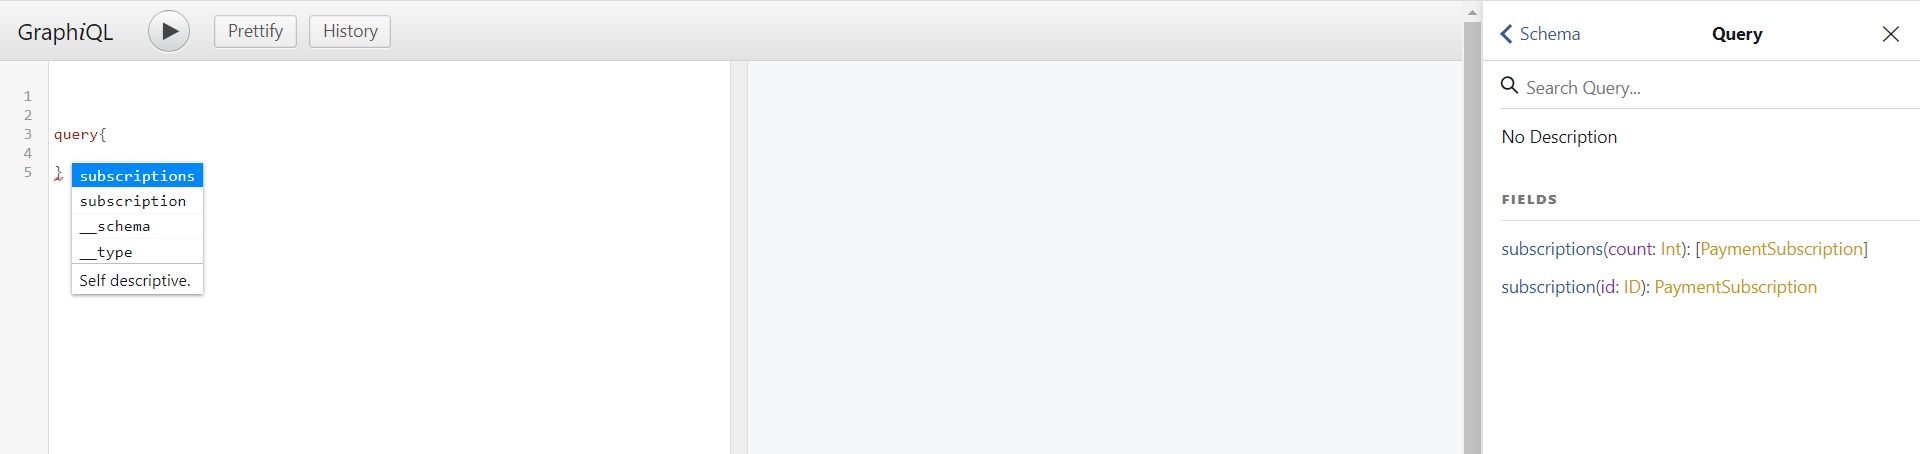 GraphiQL
Prettify
History
1
2
3 query{
4
5 }
subscriptions
subscription
__schema
__type
Self descriptive.
Schema
Query
Search Query...
No Description
FIELDS
subscriptions(count: Int): [PaymentSubscription]
subscription(id: ID): PaymentSubscription